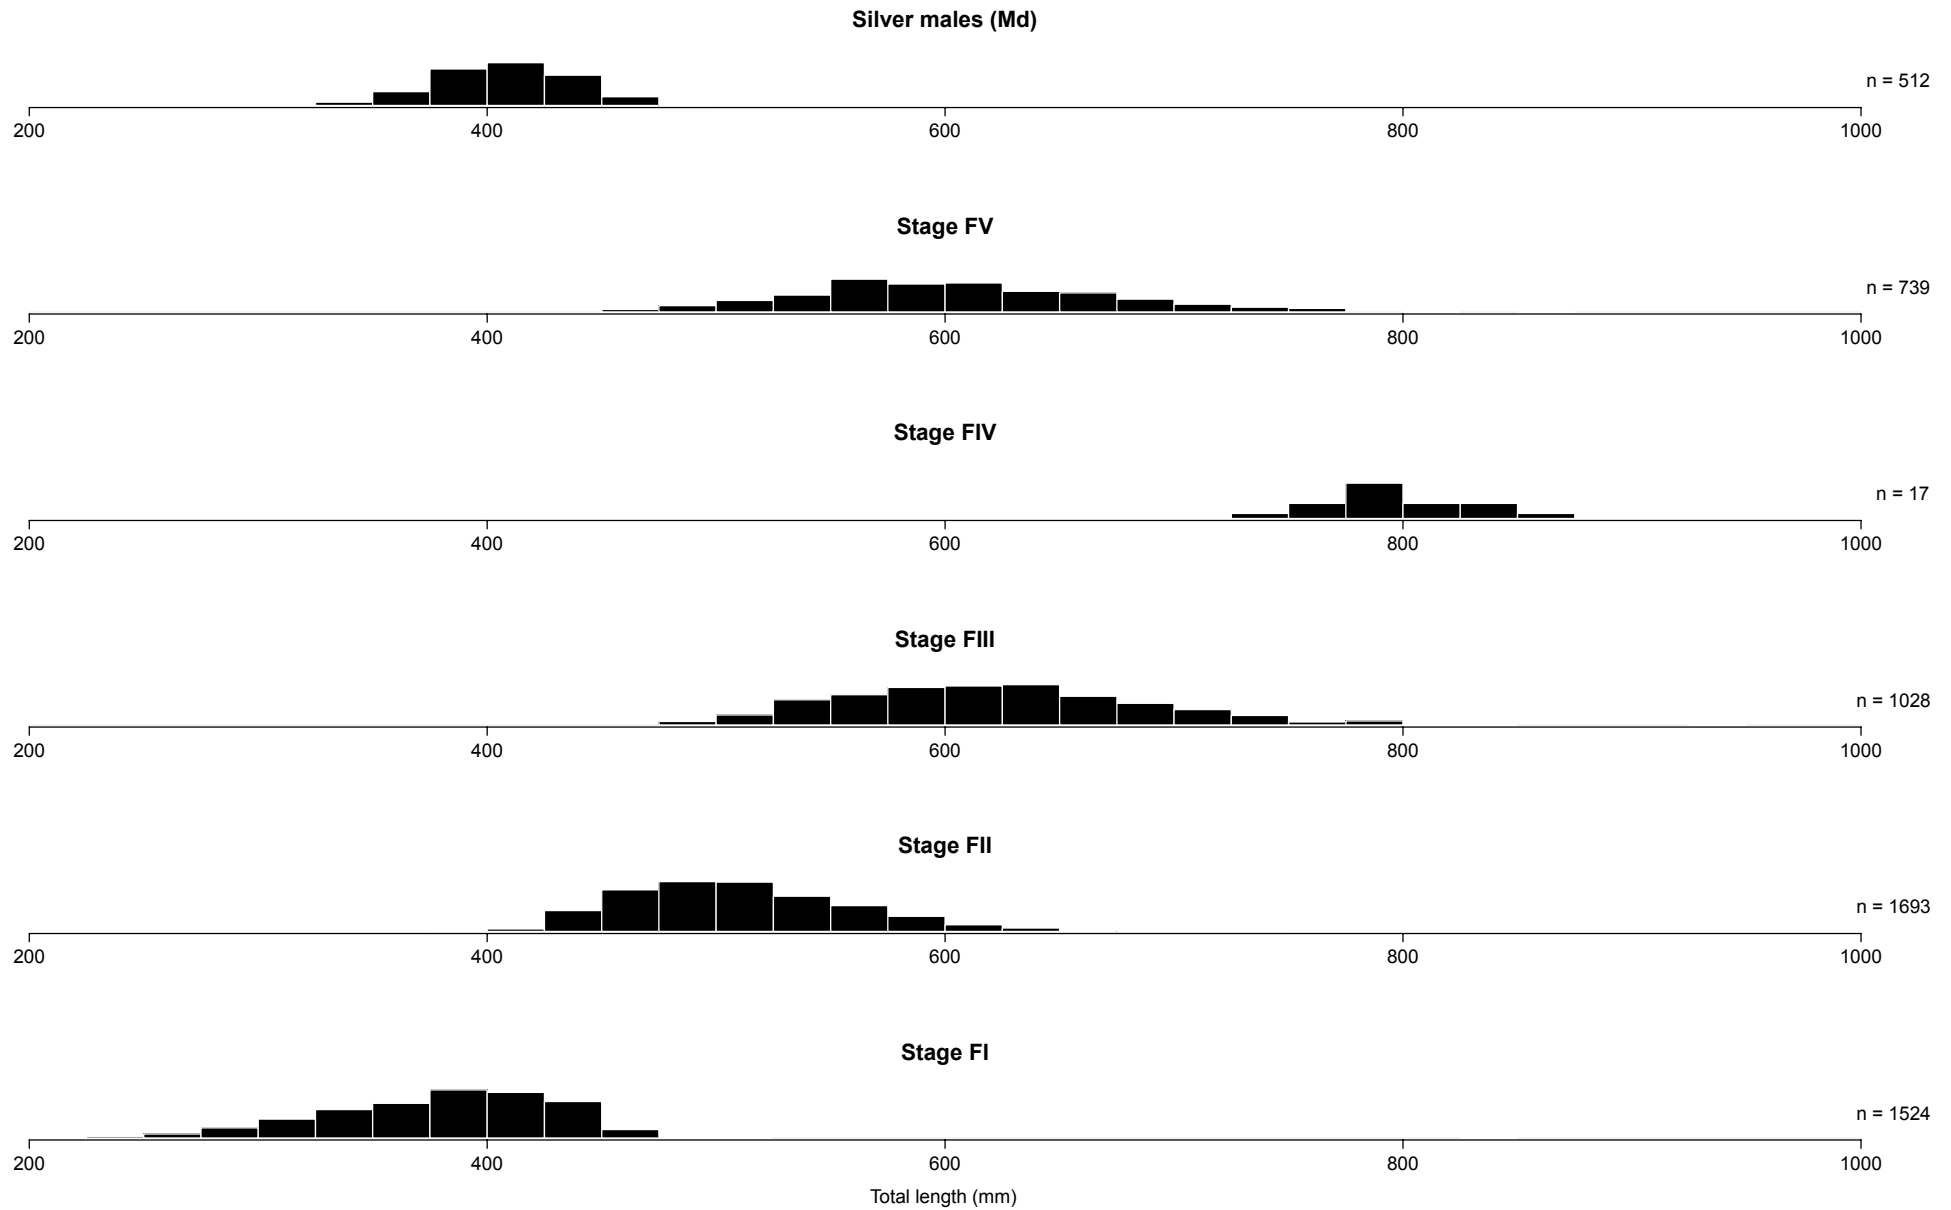 Silver males (Md)
n = 512
200 400 600 800 1000
Stage FV
n = 739
200 400 600 800 1000
Stage FIV
n = 17
200 400 600 800 1000
Stage FIII
n = 1028
200 400 600 800 1000
Stage FII
n = 1693
200 400 600 800 1000
Stage FI
n = 1524
200 400 600 800 1000
Total length (mm)